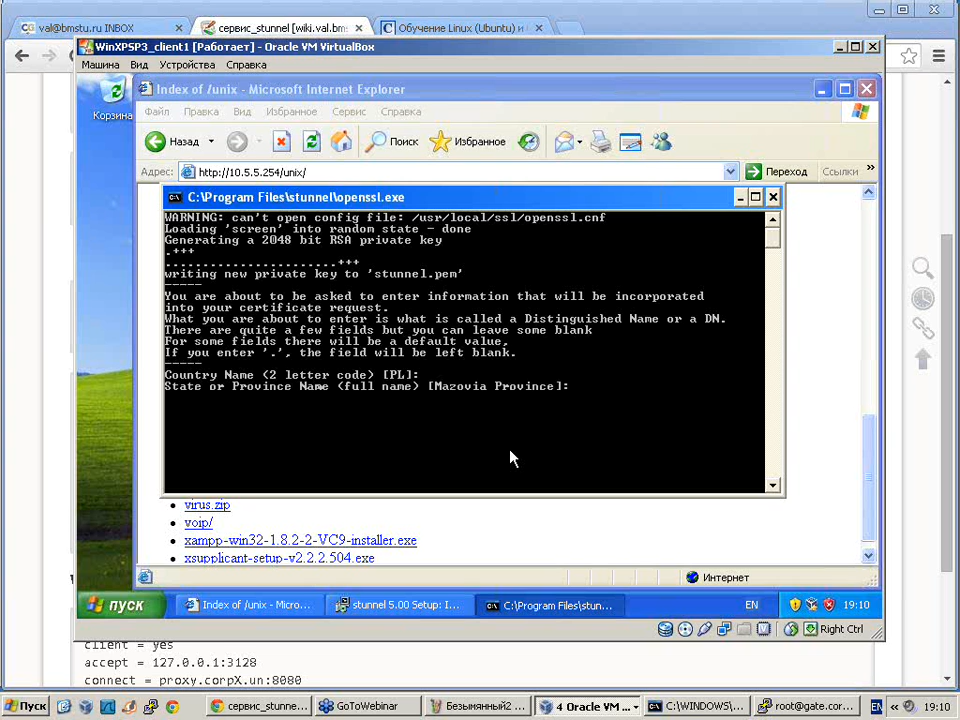 val@bmstu.ru INBOX
сервис_stunnel [wiki.val.bm
Обучение Linux (Ubuntu) и
WinXPSP3_client1 [Работает] - Oracle VM VirtualBox
Машина Вид Устройства Справка
Корзина
Index of /unix - Microsoft Internet Explorer
Файл Правка Вид Избранное Сервис Справка
Назад Поиск Избранное
Адрес: http://10.5.5.254/unix/ Переход Ссылки »
C:\Program Files\stunnel\openssl.exe
WARNING: can't open config file: /usr/local/ssl/openssl.cnf
Loading 'screen' into random state - done
Generating a 2048 bit RSA private key
.+++
......................+++
writing new private key to 'stunnel.pem'
-----
You are about to be asked to enter information that will be incorporated
into your certificate request.
What you are about to enter is what is called a Distinguished Name or a DN.
There are quite a few fields but you can leave some blank
For some fields there will be a default value,
If you enter '.', the field will be left blank.
-----
Country Name (2 letter code) [PL]:
State or Province Name (full name) [Mazovia Province]:
virus.zip
voip/
xampp-win32-1.8.2-2-VC9-installer.exe
xsupplicant-setup-v2.2.2.504.exe
Интернет
пуск Index of /unix - Micro... stunnel 5.00 Setup: I... C:\Program Files\stun... EN 19:10
Right Ctrl
client = yes
accept = 127.0.0.1:3128
connect = proxy.corpX.un:8080
Пуск сервис_stunne... GoToWebinar Безымянный2 ... 4 Oracle VM ... C:\WINDOWS\... root@gate.cor... EN « 19:10